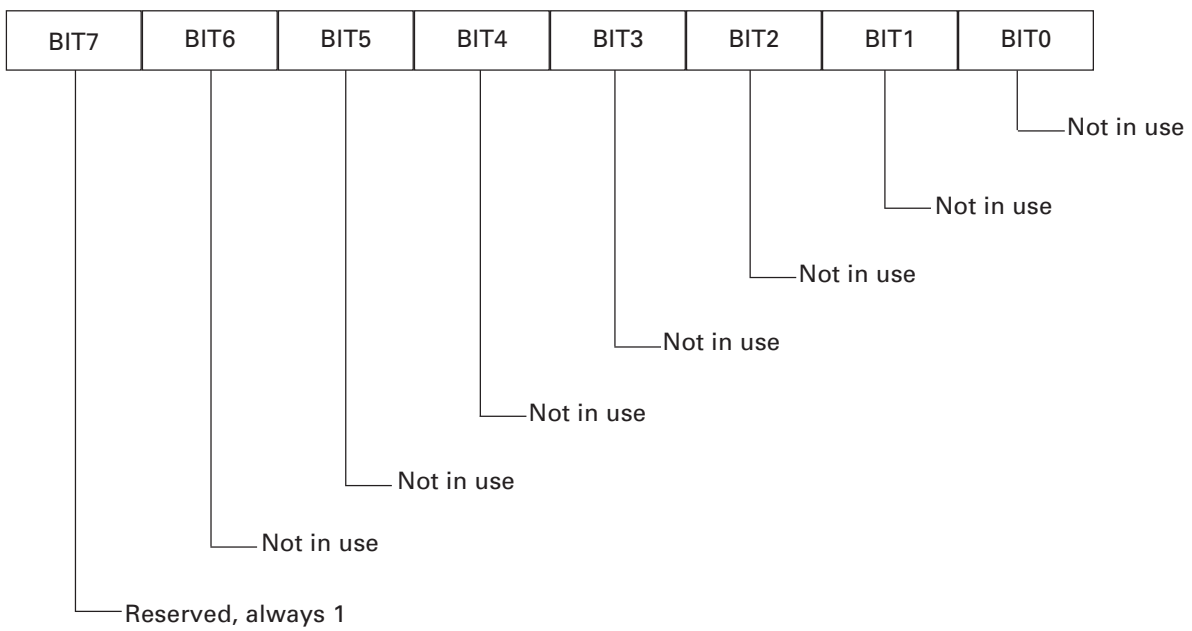 BIT7 BIT6 BIT5 BIT4 BIT3 BIT2 BIT1 BIT0
Not in use
Not in use
Not in use
Not in use
Not in use
Not in use
Not in use
Reserved, always 1